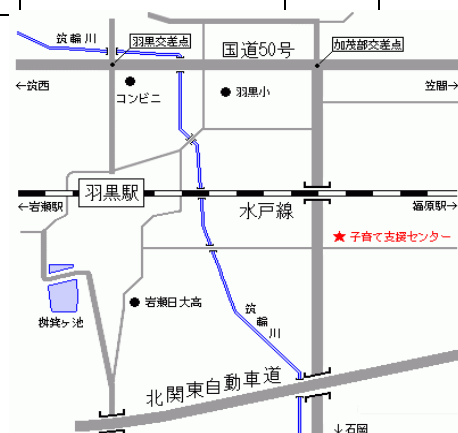 筑輪川
羽黒交差点
国道50号
加茂部交差点
←筑西
コンビニ
羽黒小
笠間→
羽黒駅
←岩瀬駅
水戸線
福原駅→
★ 子育て支援センター
桝箕ヶ池
岩瀬日大高
筑輪川
北関東自動車道
↓石岡